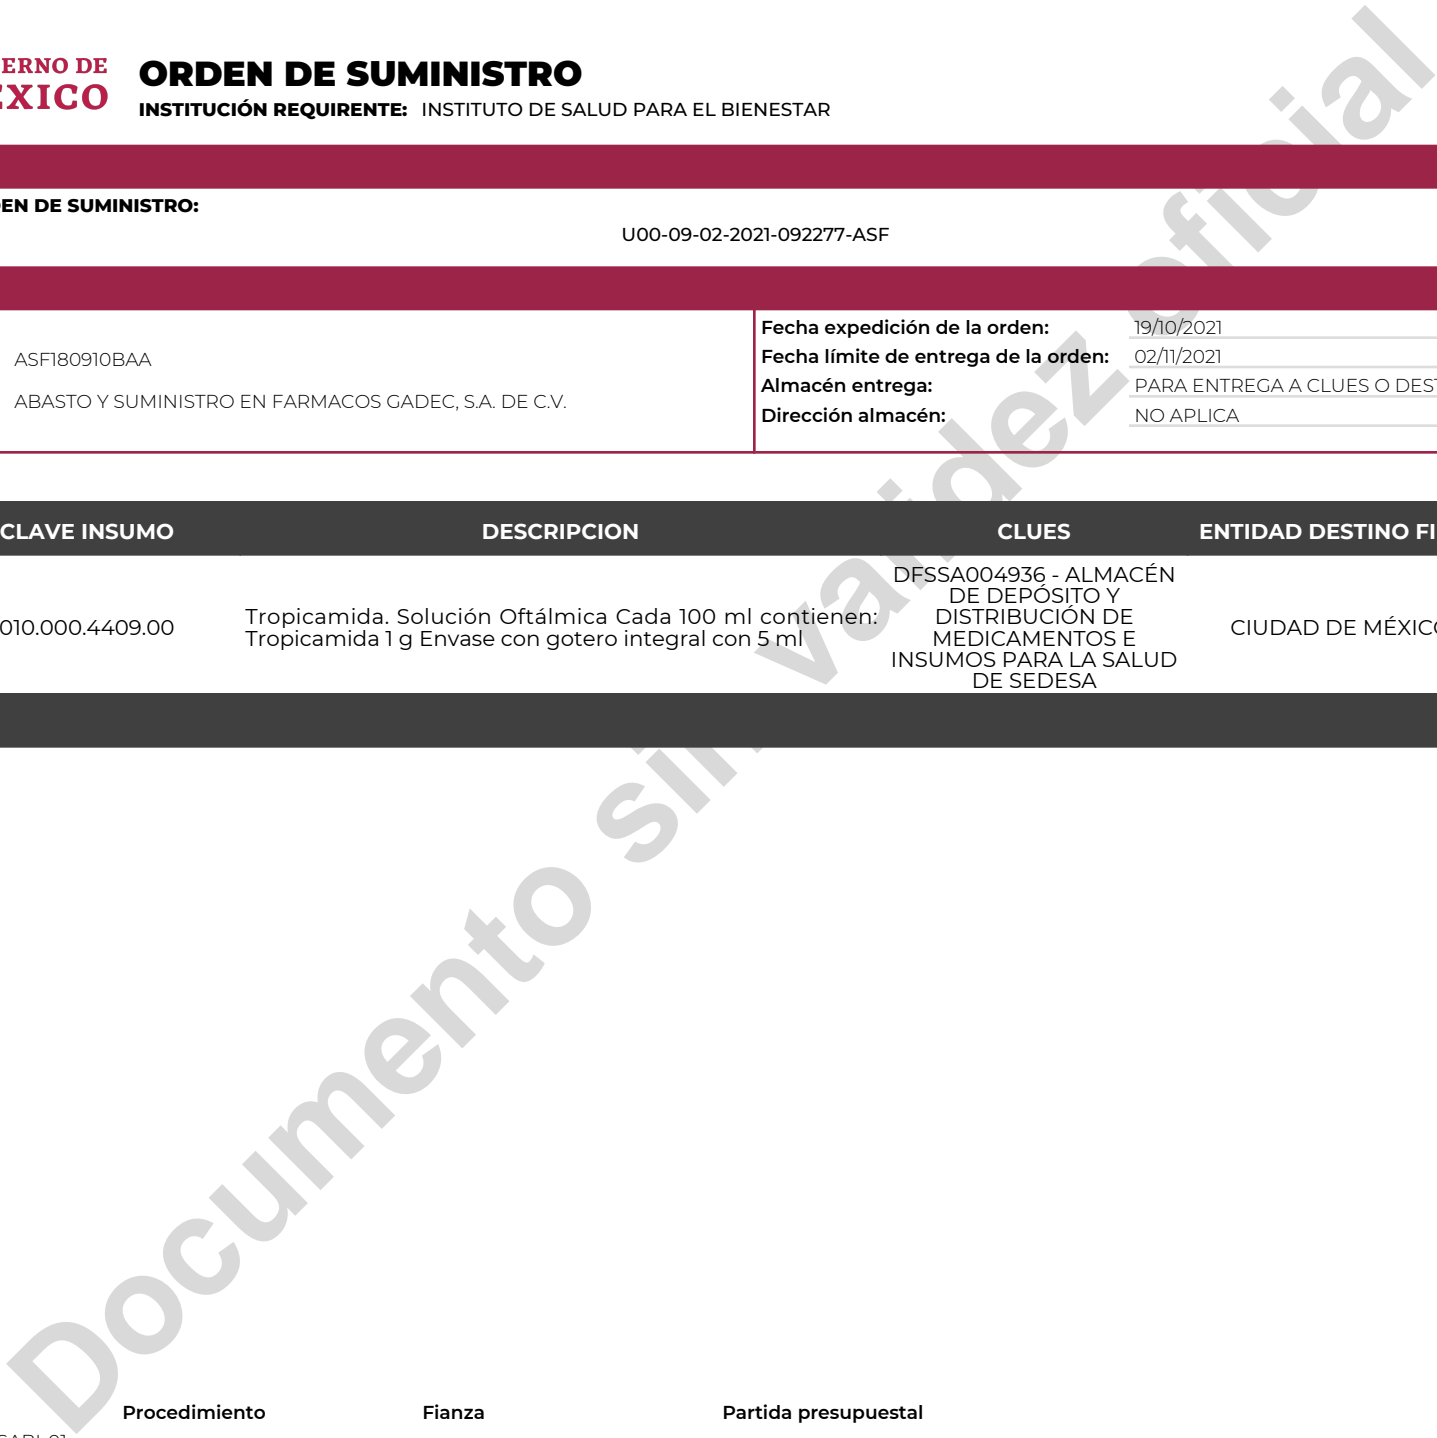 ERNO DE
EXICO
ORDEN DE SUMINISTRO
INSTITUCIÓN REQUIRENTE: INSTITUTO DE SALUD PARA EL BIENESTAR
EN DE SUMINISTRO:
U00-09-02-2021-092277-ASF
ASF180910BAA
ABASTO Y SUMINISTRO EN FARMACOS GADEC, S.A. DE C.V.
Fecha expedición de la orden: 19/10/2021
Fecha límite de entrega de la orden: 02/11/2021
Almacén entrega: PARA ENTREGA A CLUES O DEST
Dirección almacén: NO APLICA
CLAVE INSUMO DESCRIPCION CLUES ENTIDAD DESTINO FI
010.000.4409.00
Tropicamida. Solución Oftálmica Cada 100 ml contienen:
Tropicamida 1 g Envase con gotero integral con 5 ml
DFSSA004936 - ALMACÉN
DE DEPÓSITO Y
DISTRIBUCIÓN DE
MEDICAMENTOS E
INSUMOS PARA LA SALUD
DE SEDESA
CIUDAD DE MÉXICO
Documento sin validez oficial
Procedimiento Fianza Partida presupuestal